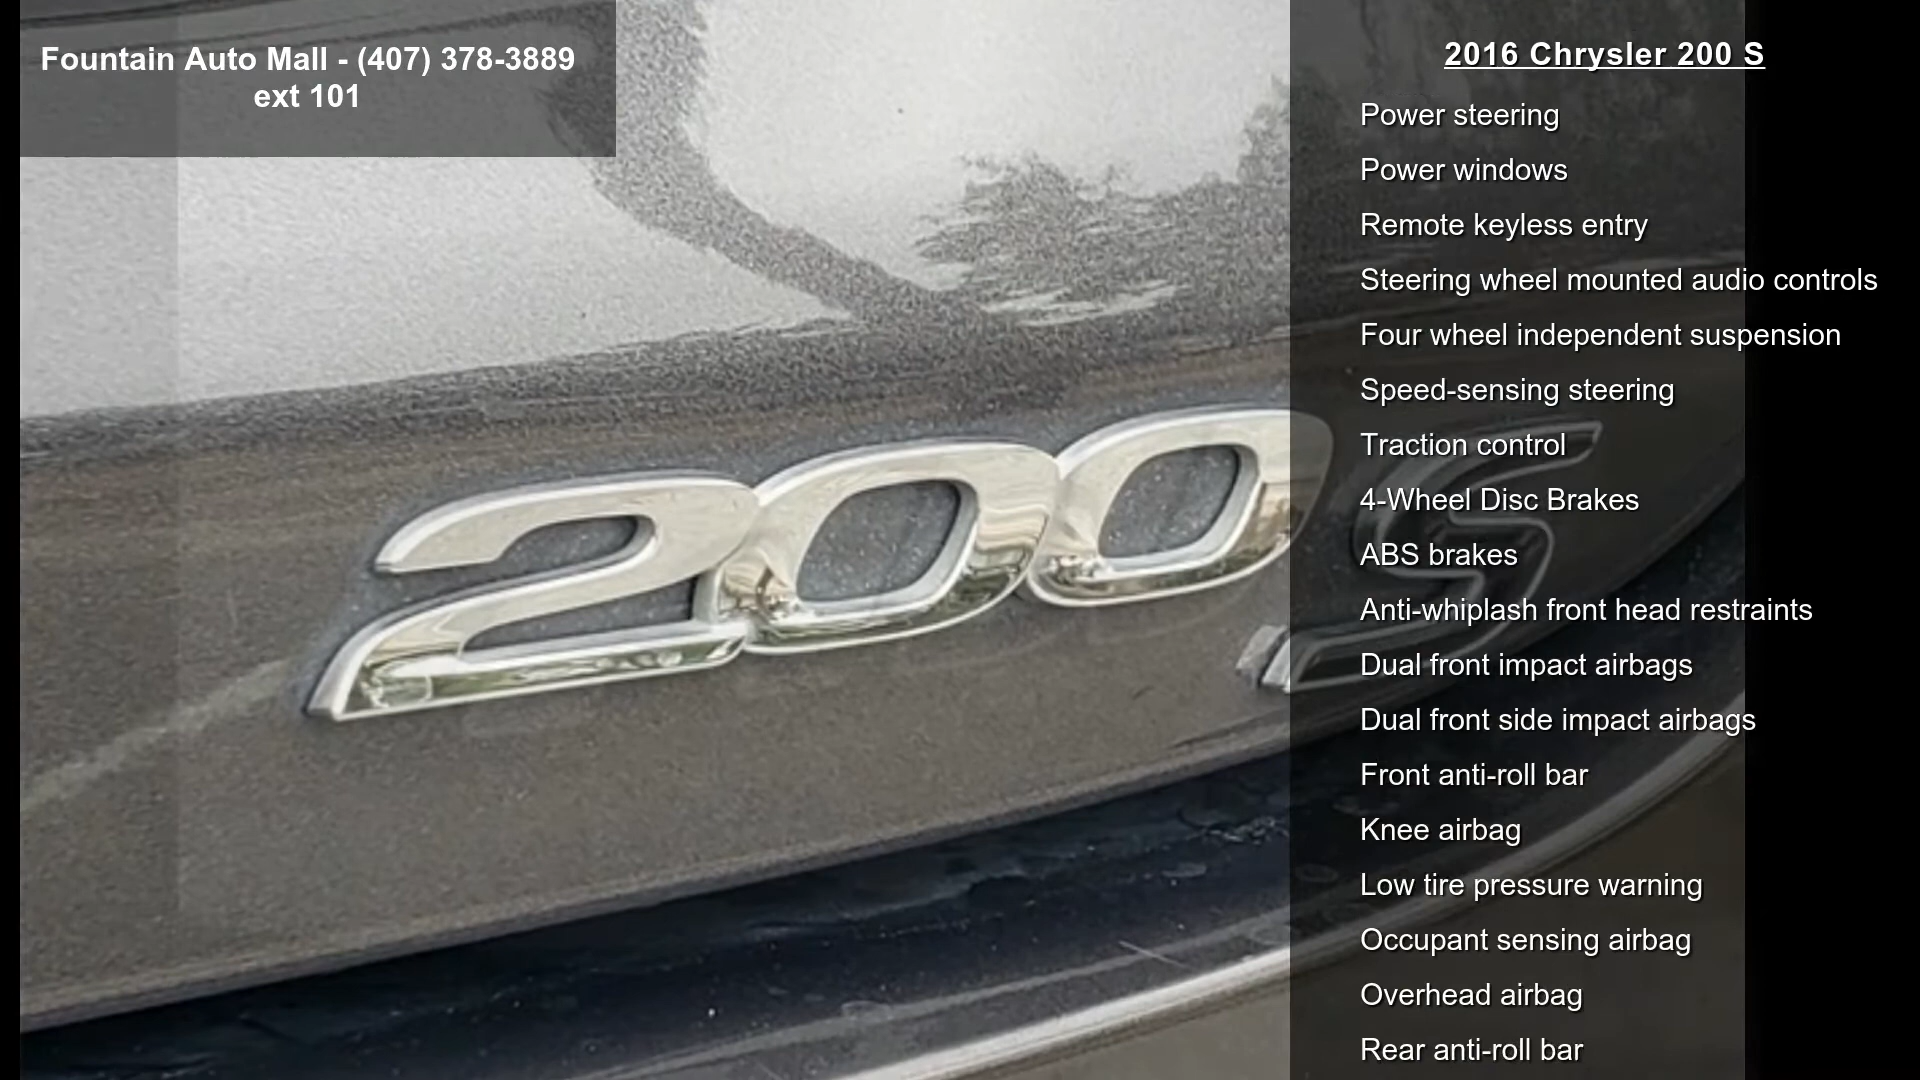 Fountain Auto Mall - (407) 378-3889
ext 101
2016 Chrysler 200 S
Power steering
Power windows
Remote keyless entry
Steering wheel mounted audio controls
Four wheel independent suspension
Speed-sensing steering
Traction control
4-Wheel Disc Brakes
ABS brakes
Anti-whiplash front head restraints
Dual front impact airbags
Dual front side impact airbags
Front anti-roll bar
Knee airbag
Low tire pressure warning
Occupant sensing airbag
Overhead airbag
Rear anti-roll bar
200 S